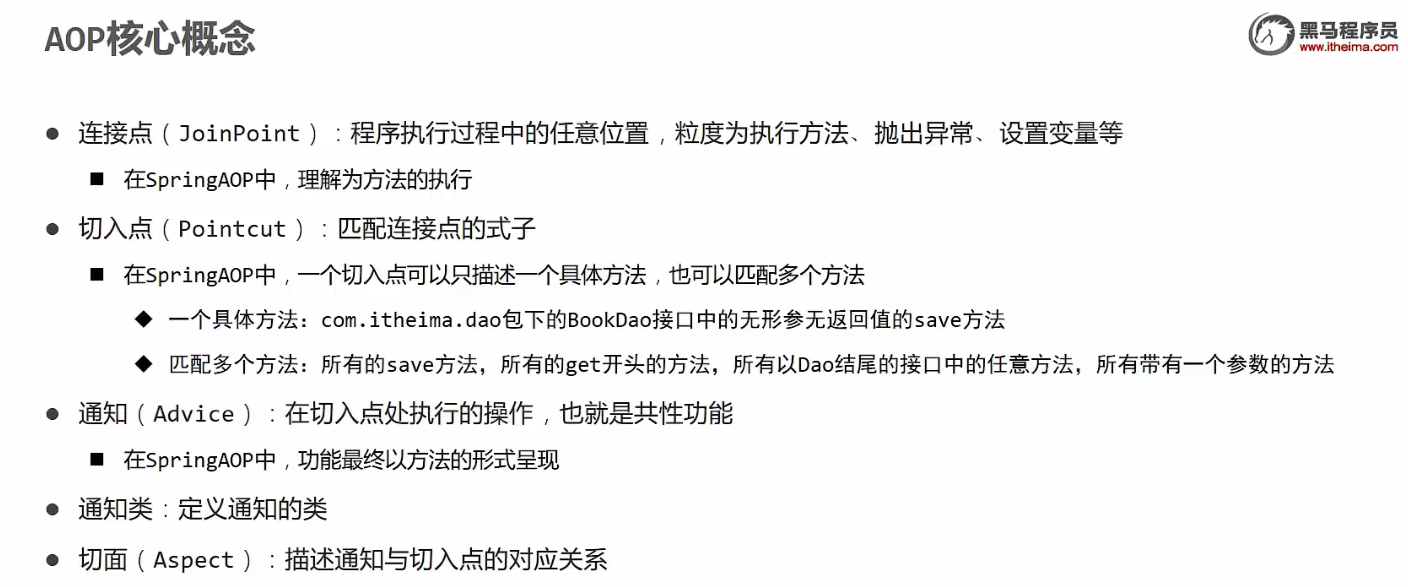 AOP核心概念
黑马程序员
www.itheima.com
● 连接点（JoinPoint）：程序执行过程中的任意位置，粒度为执行方法、抛出异常、设置变量等
■ 在SpringAOP中，理解为方法的执行
● 切入点（Pointcut）：匹配连接点的式子
■ 在SpringAOP中，一个切入点可以只描述一个具体方法，也可以匹配多个方法
◆ 一个具体方法：com.itheima.dao包下的BookDao接口中的无形参无返回值的save方法
◆ 匹配多个方法：所有的save方法，所有的get开头的方法，所有以Dao结尾的接口中的任意方法，所有带有一个参数的方法
● 通知（Advice）：在切入点处执行的操作，也就是共性功能
■ 在SpringAOP中，功能最终以方法的形式呈现
● 通知类：定义通知的类
● 切面（Aspect）：描述通知与切入点的对应关系